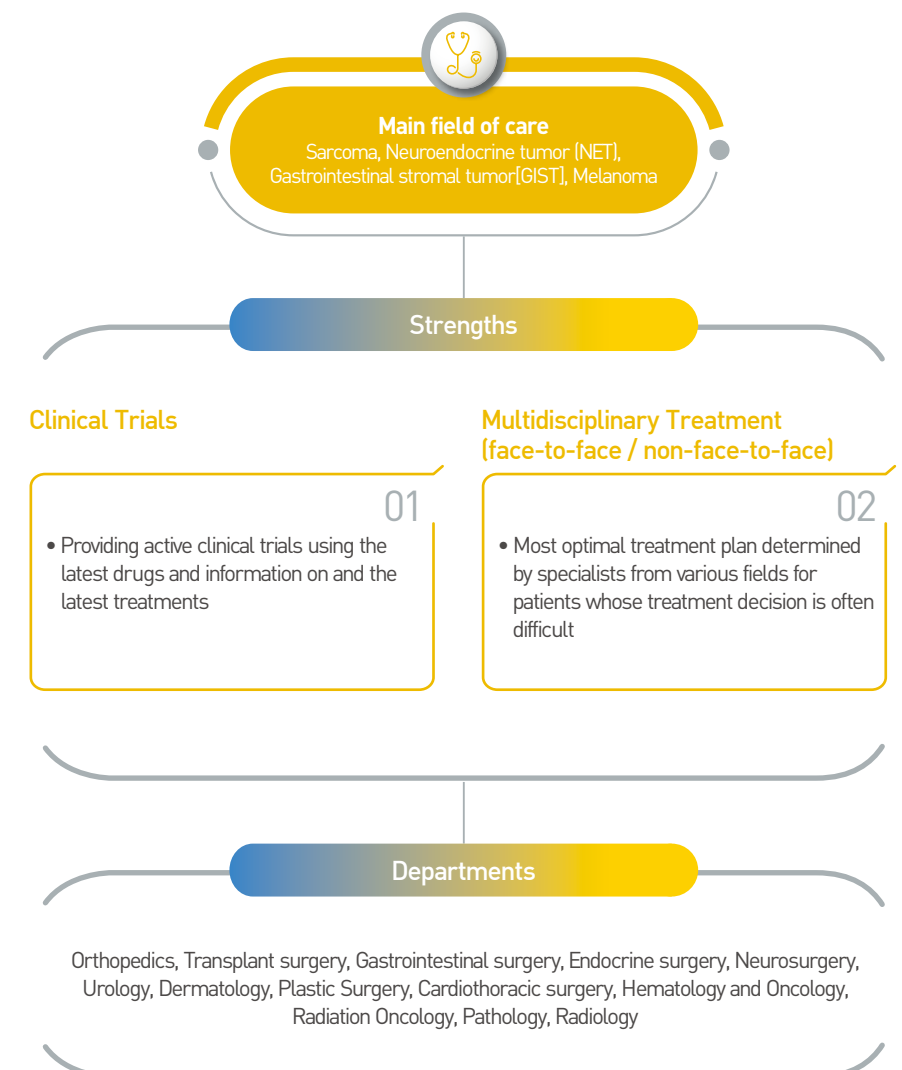 Main field of care
Sarcoma, Neuroendocrine tumor (NET),
Gastrointestinal stromal tumor[GIST], Melanoma
Strengths
Clinical Trials
01
• Providing active clinical trials using the
latest drugs and information on and the
latest treatments
Multidisciplinary Treatment
(face-to-face / non-face-to-face)
02
• Most optimal treatment plan determined
by specialists from various fields for
patients whose treatment decision is often
difficult
Departments
Orthopedics, Transplant surgery, Gastrointestinal surgery, Endocrine surgery, Neurosurgery,
Urology, Dermatology, Plastic Surgery, Cardiothoracic surgery, Hematology and Oncology,
Radiation Oncology, Pathology, Radiology